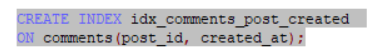 CREATE INDEX idx_comments_post_created
ON comments(post_id, created_at);